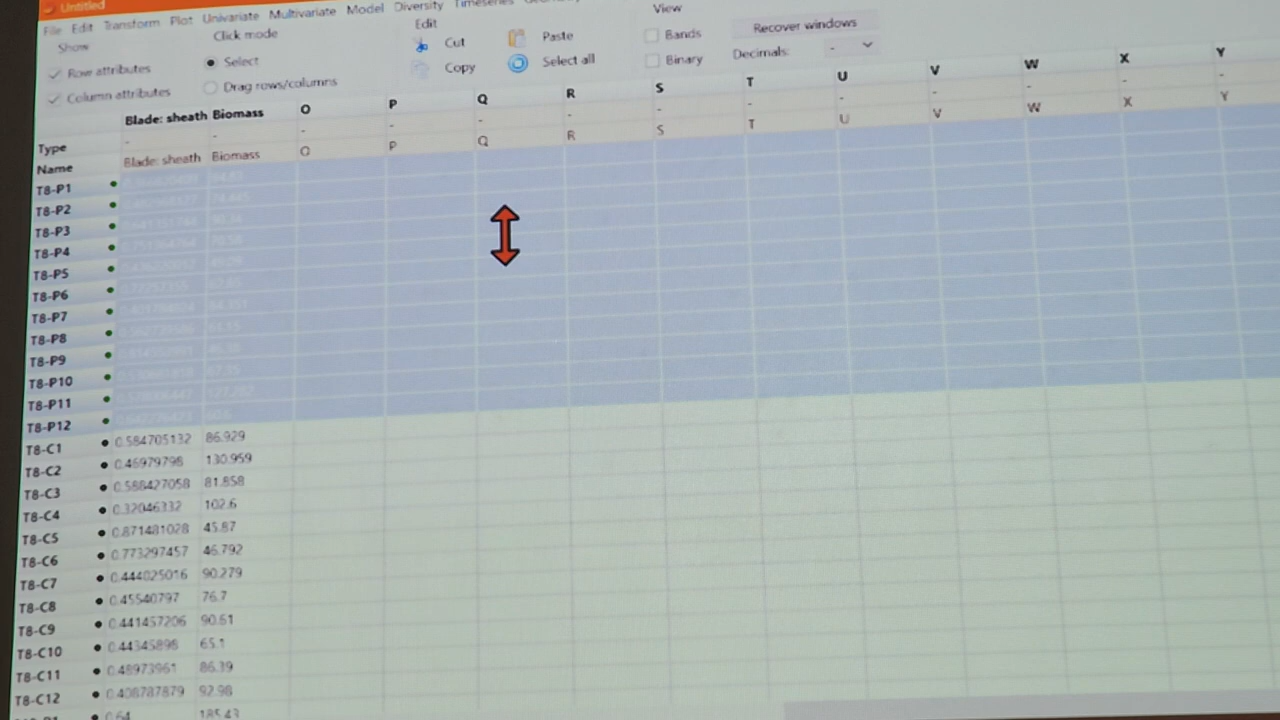 Untitled
File Edit Transform Plot Univariate Multivariate Model Diversity Timeseries
Show Click mode Edit View
Row attributes Select Cut Paste Bands Recover windows
Column attributes Drag rows/columns Copy Select all Binary Decimals: -
Blade: sheath Biomass O P Q R S T U V W X Y
Type - - - - - - - - - - - - -
Name Blade: sheath Biomass O P Q R S T U V W X Y
T8-P1
T8-P2
T8-P3
T8-P4
T8-P5
T8-P6
T8-P7
T8-P8
T8-P9
T8-P10
T8-P11
T8-P12
T8-C1 0.584705132 86.929
T8-C2 0.46979798 130.959
T8-C3 0.588427058 81.858
T8-C4 0.32046332 102.6
T8-C5 0.871481028 45.87
T8-C6 0.773297457 46.792
T8-C7 0.444025016 90.279
T8-C8 0.45540797 76.7
T8-C9 0.441457206 90.61
T8-C10 0.44345898 65.1
T8-C11 0.48973961 86.39
T8-C12 0.408787879 92.98
0.64 185.43